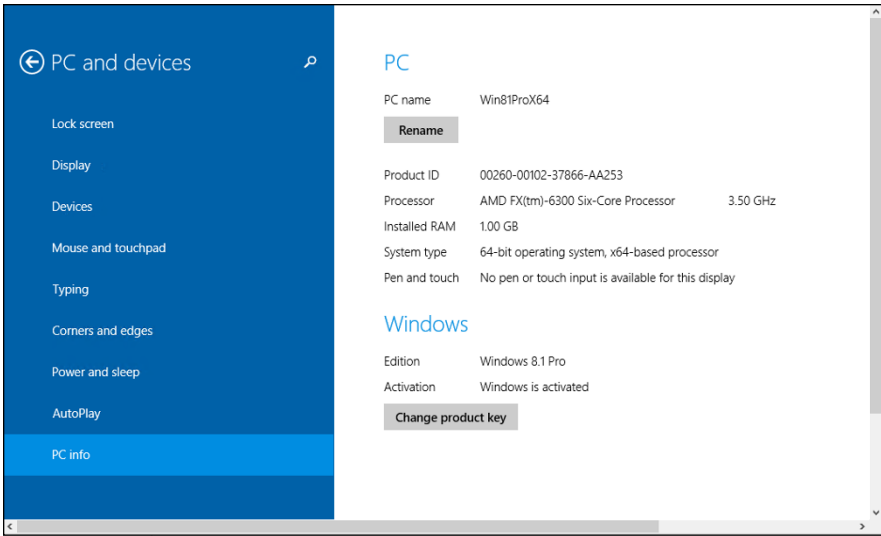 PC and devices
Lock screen
Display
Devices
Mouse and touchpad
Typing
Corners and edges
Power and sleep
AutoPlay
PC info
PC
PC name Win81ProX64
Rename
Product ID 00260-00102-37866-AA253
Processor AMD FX(tm)-6300 Six-Core Processor 3.50 GHz
Installed RAM 1.00 GB
System type 64-bit operating system, x64-based processor
Pen and touch No pen or touch input is available for this display
Windows
Edition Windows 8.1 Pro
Activation Windows is activated
Change product key